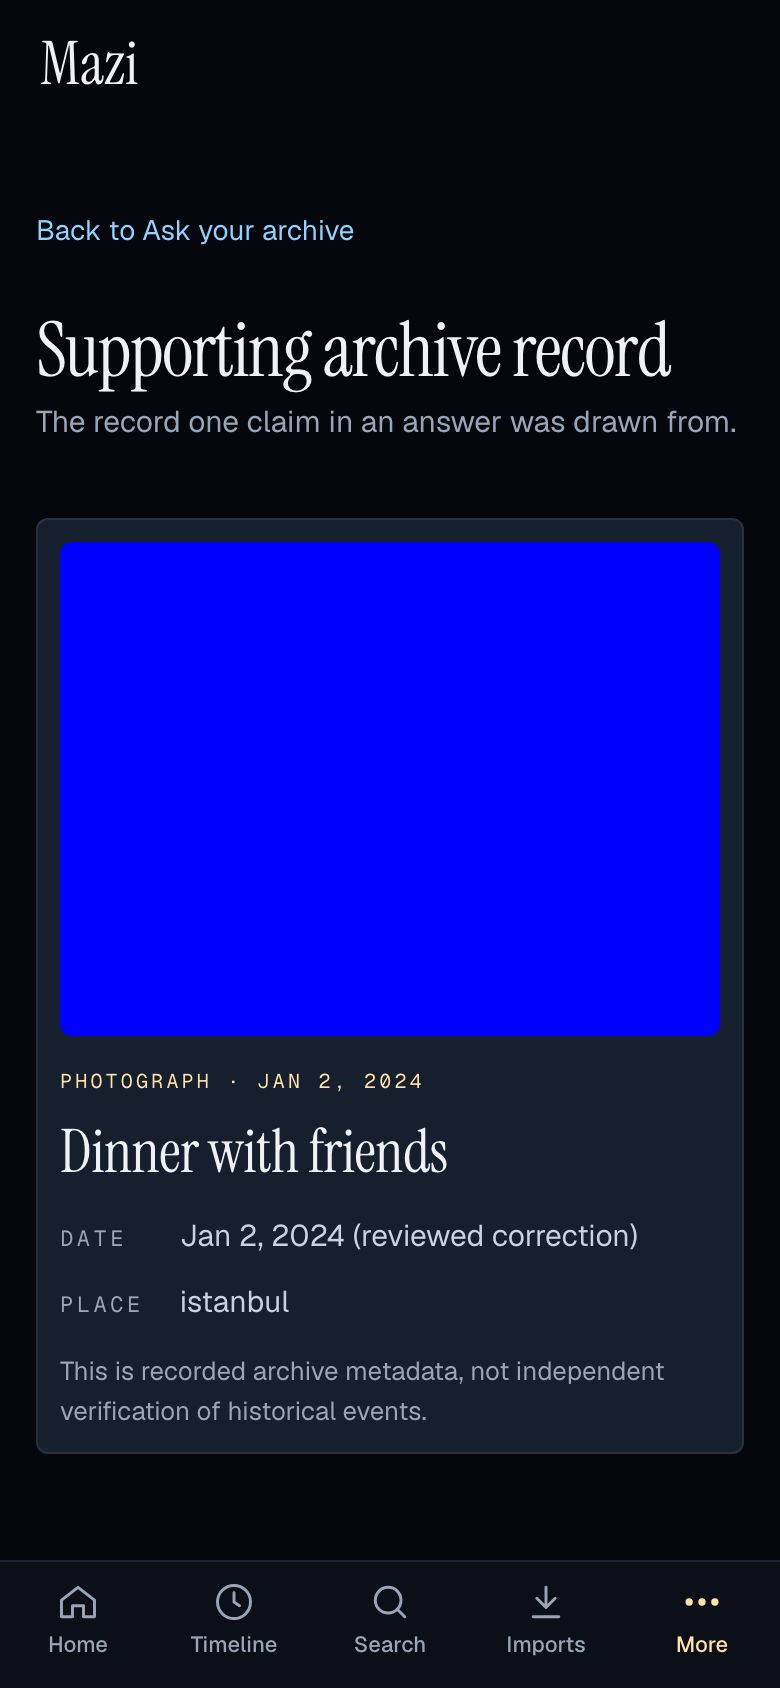 Mazi
Back to Ask your archive
Supporting archive record
The record one claim in an answer was drawn from.
PHOTOGRAPH · JAN 2, 2024
Dinner with friends
DATE Jan 2, 2024 (reviewed correction)
PLACE istanbul
This is recorded archive metadata, not independent
verification of historical events.
Home Timeline Search Imports More